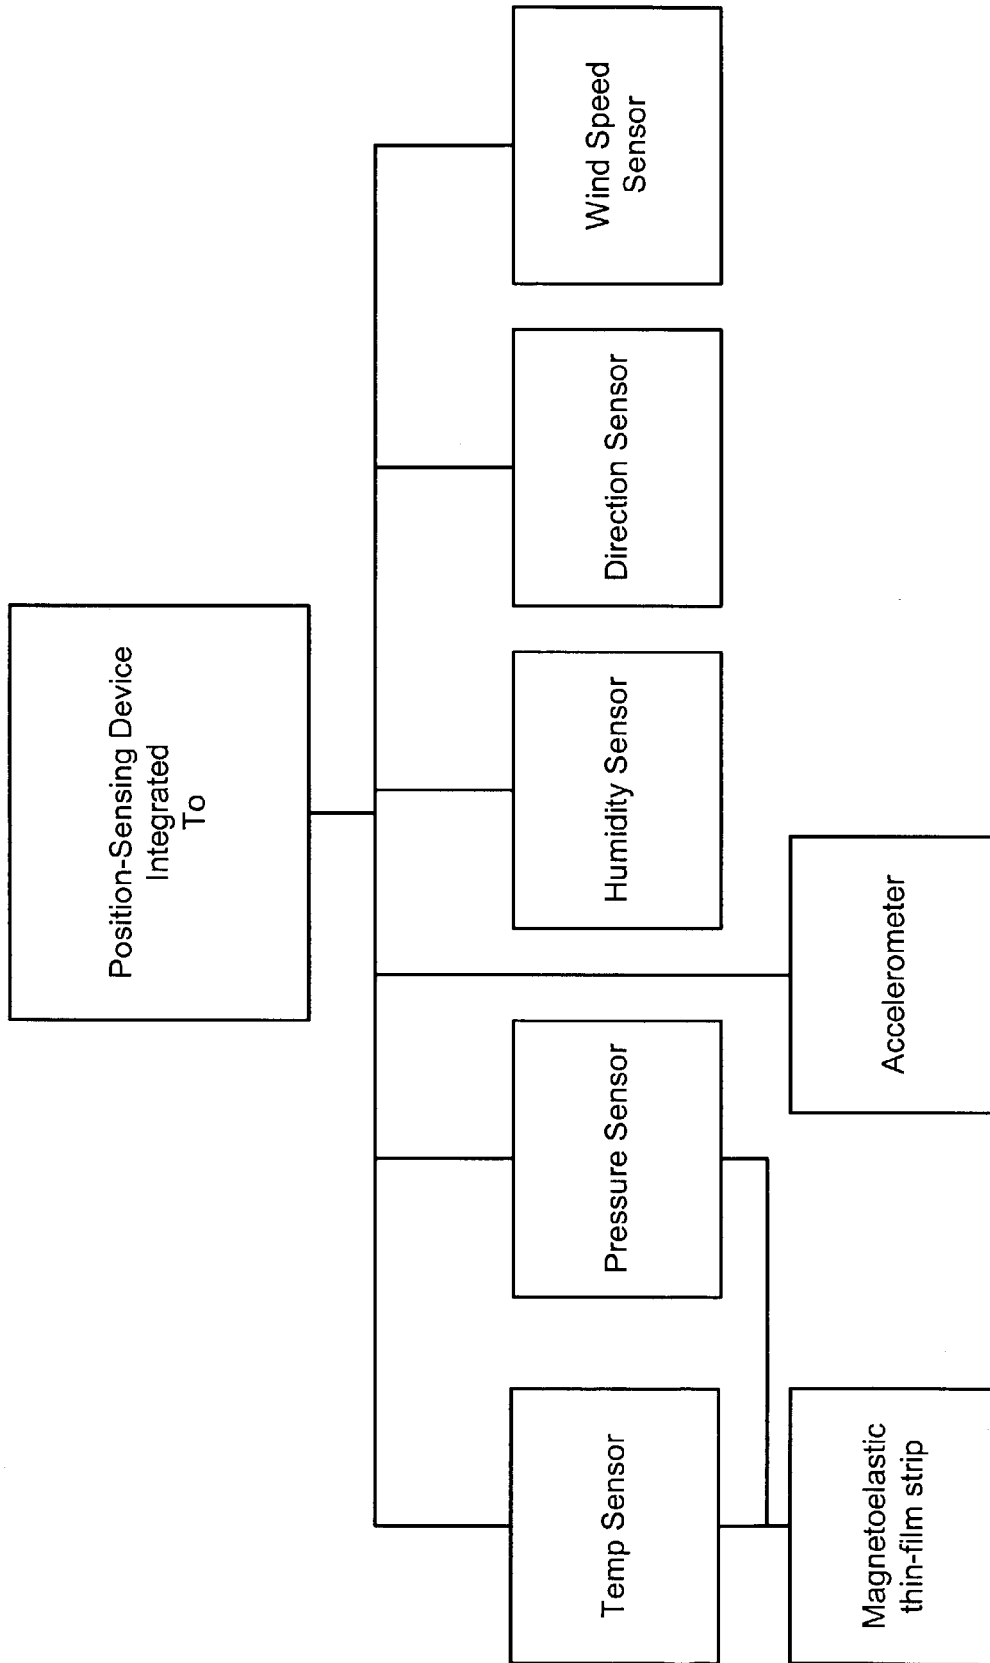 Position-Sensing Device
Integrated
To
Temp Sensor
Pressure Sensor
Humidity Sensor
Direction Sensor
Wind Speed
Sensor
Magnetoelastic
thin-film strip
Accelerometer